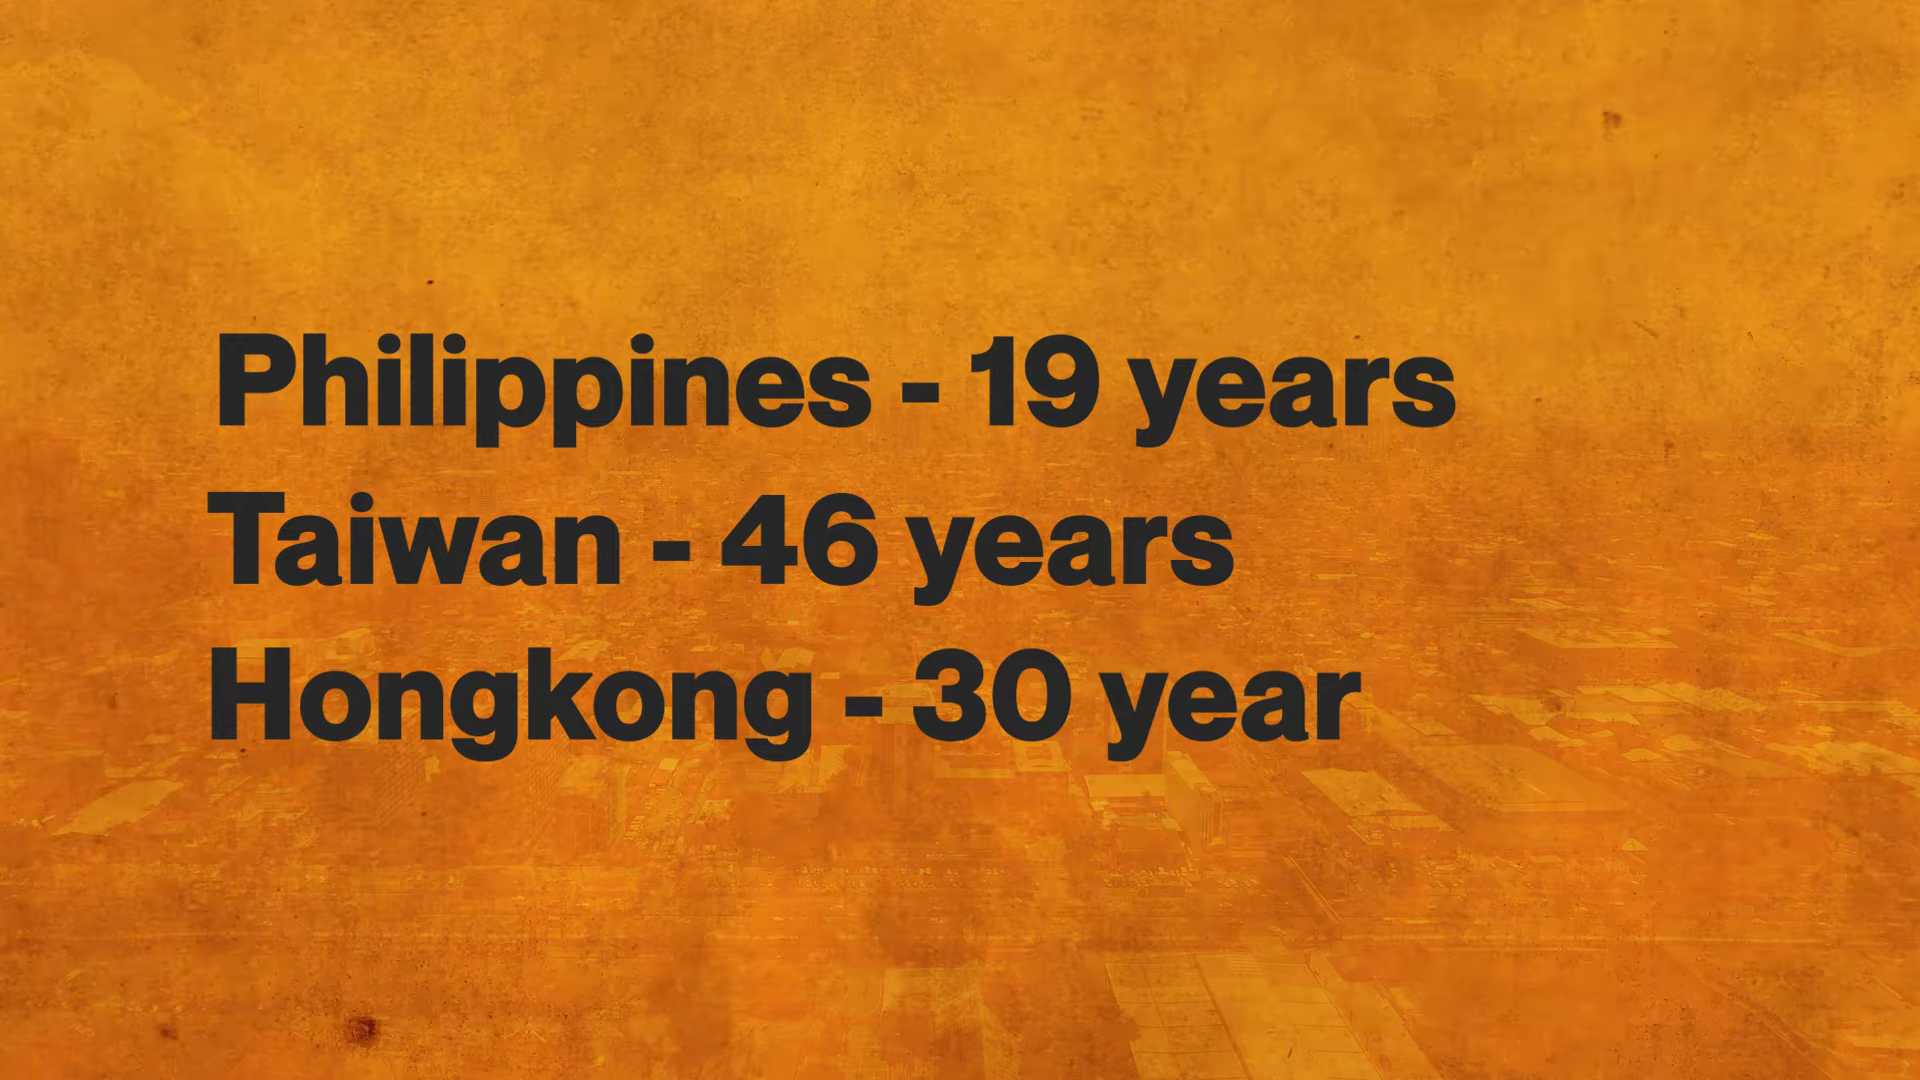 Philippines - 19 years
Taiwan - 46 years
Hongkong - 30 year